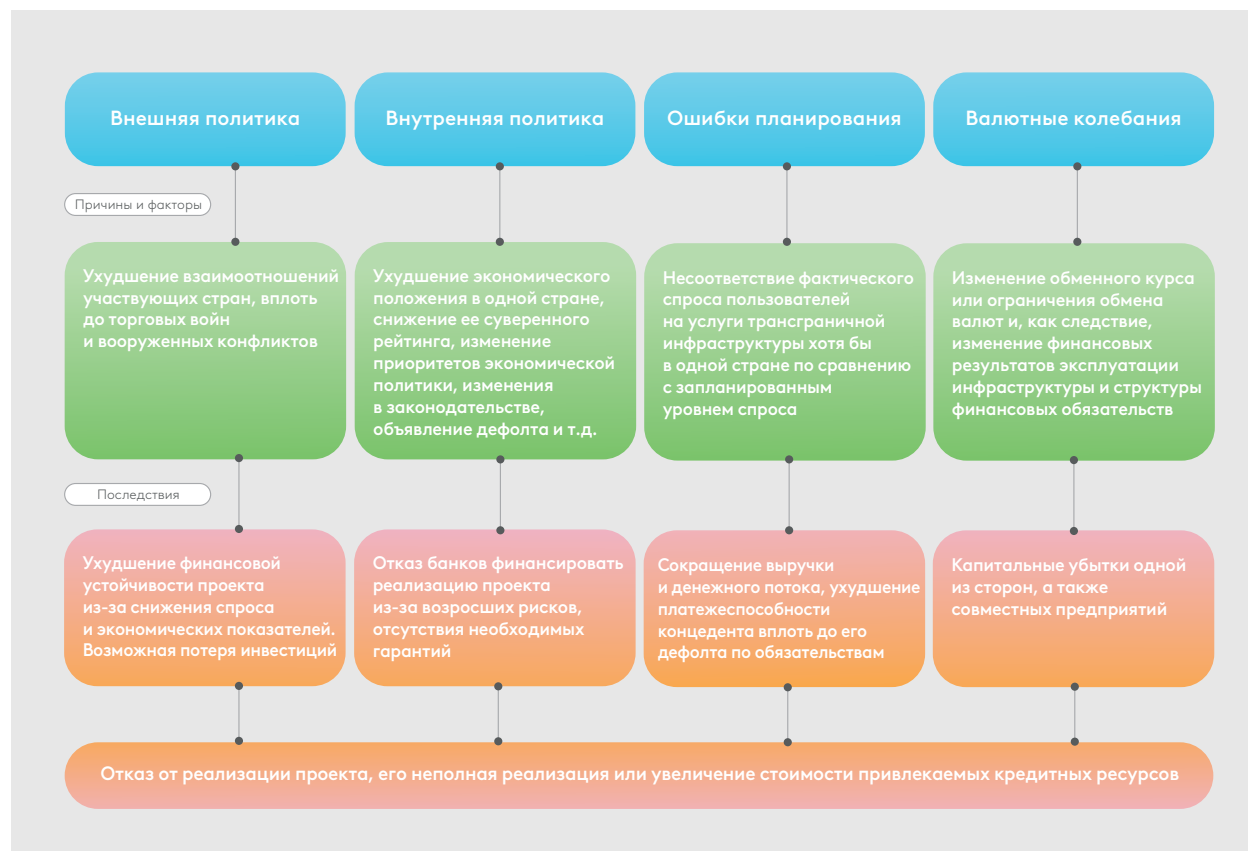 Внешняя политика
Внутренняя политика
Ошибки планирования
Валютные колебания
Причины и факторы
Ухудшение взаимоотношений
участвующих стран, вплоть
до торговых войн
и вооруженных конфликтов
Ухудшение экономического
положения в одной стране,
снижение ее суверенного
рейтинга, изменение
приоритетов экономической
политики, изменения
в законодательстве,
объявление дефолта и т.д.
Несоответствие фактического
спроса пользователей
на услуги трансграничной
инфраструктуры хотя бы
в одной стране по сравнению
с запланированным
уровнем спроса
Изменение обменного курса
или ограничения обмена
валют и, как следствие,
изменение финансовых
результатов эксплуатации
инфраструктуры и структуры
финансовых обязательств
Последствия
Ухудшение финансовой
устойчивости проекта
из-за снижения спроса
и экономических показателей.
Возможная потеря инвестиций
Отказ банков финансировать
реализацию проекта
из-за возросших рисков,
отсутствия необходимых
гарантий
Сокращение выручки
и денежного потока, ухудшение
платежеспособности
концедента вплоть до его
дефолта по обязательствам
Капитальные убытки одной
из сторон, а также
совместных предприятий
Отказ от реализации проекта, его неполная реализация или увеличение стоимости привлекаемых кредитных ресурсов